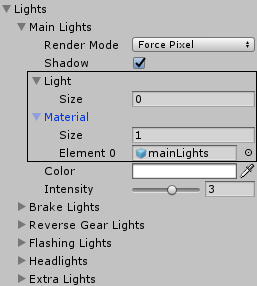 Lights
Main Lights
Render Mode Force Pixel
Shadow
Light
Size 0
Material
Size 1
Element 0 mainLights
Color
Intensity 3
Brake Lights
Reverse Gear Lights
Flashing Lights
Headlights
Extra Lights